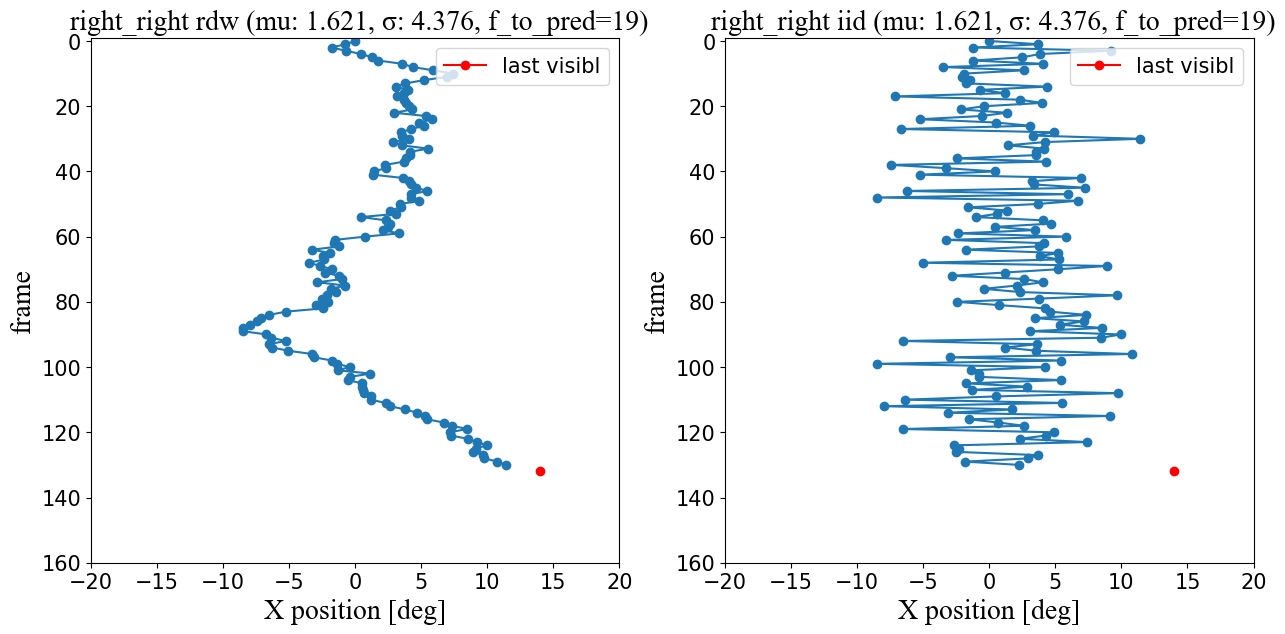 right_right rdw (mu: 1.621, σ: 4.376, f_to_pred=19)
last visibl
0
20
40
60
80
100
120
140
160
frame
−20 −15 −10 −5 0 5 10 15 20
X position [deg]
right_right iid (mu: 1.621, σ: 4.376, f_to_pred=19)
last visibl
0
20
40
60
80
100
120
140
160
frame
−20 −15 −10 −5 0 5 10 15 20
X position [deg]